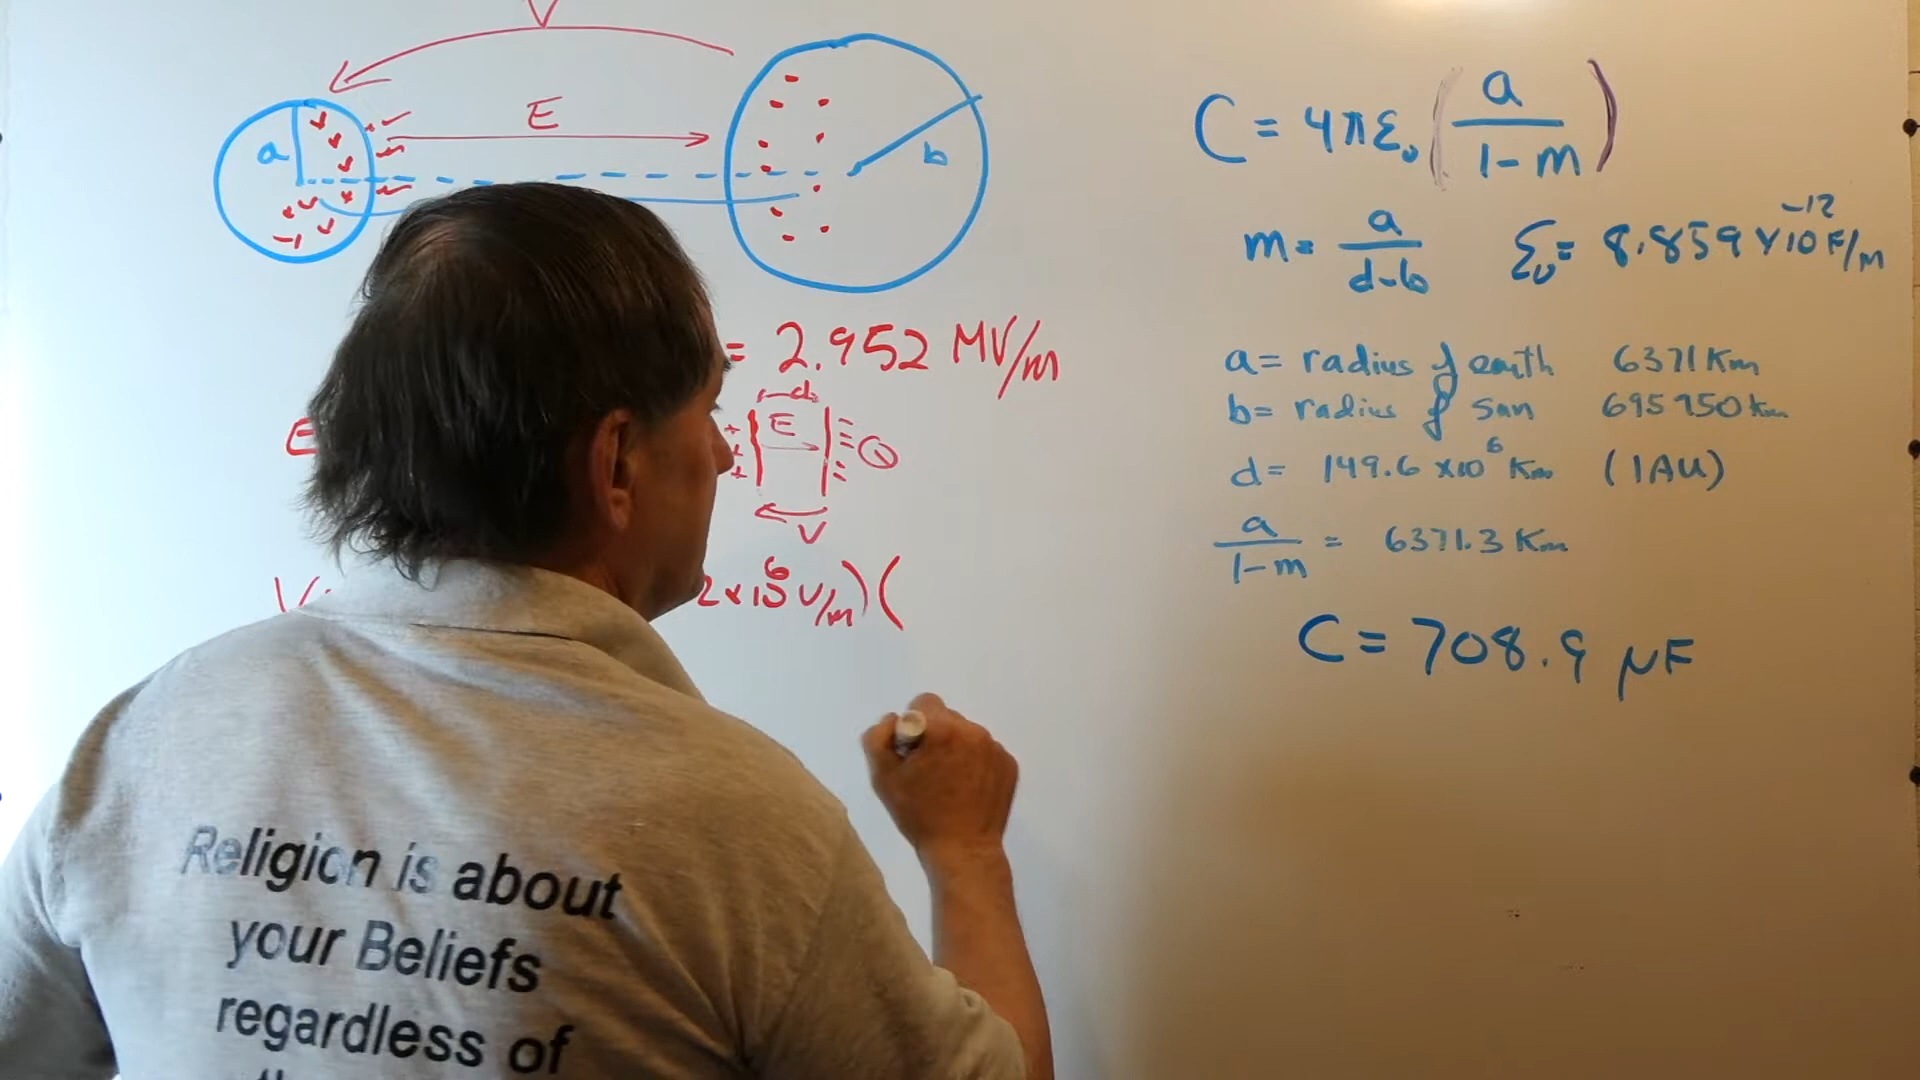 V
a
E
b
= 2.952 MV/m
d
E
V
2×10⁶ V/m)(
C = 4πε₀(a/(1-m))
m = a/(d-b)
ε₀ = 8.859 × 10⁻¹² F/m
a = radius of earth 6371 Km
b = radius of sun 695950 Km
d = 149.6 ×10⁶ Km (1AU)
a/(1-m) = 6371.3 Km
C = 708.9 μF
Religion is about
your Beliefs
regardless of